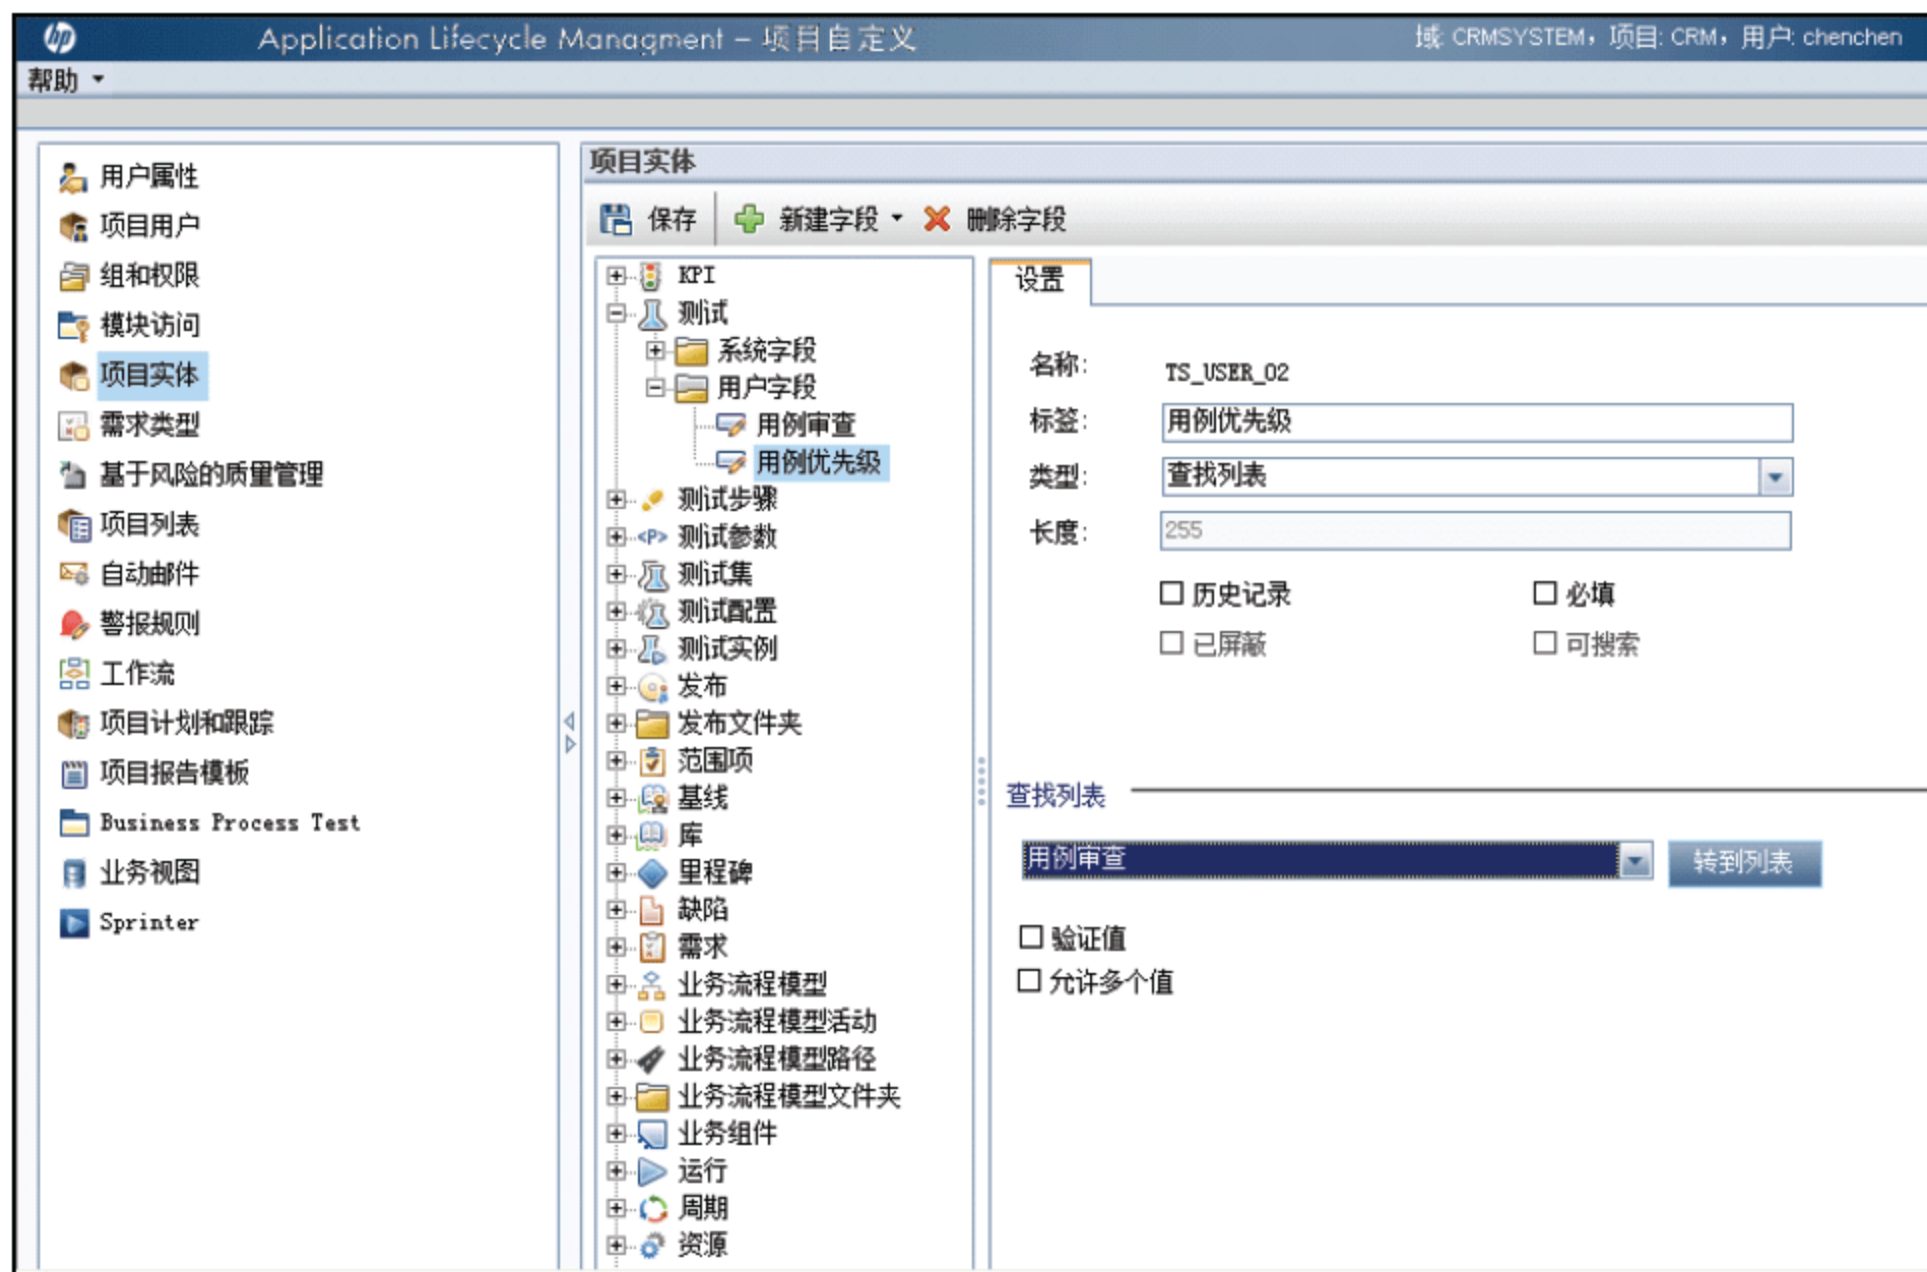 hp
Application Lifecycle Managment – 项目自定义
域: CRMSYSTEM，项目: CRM，用户: chenchen
帮助
用户属性
项目用户
组和权限
模块访问
项目实体
需求类型
基于风险的质量管理
项目列表
自动邮件
警报规则
工作流
项目计划和跟踪
项目报告模板
Business Process Test
业务视图
Sprinter
项目实体
保存 新建字段 删除字段
KPI
测试
系统字段
用户字段
用例审查
用例优先级
测试步骤
<P> 测试参数
测试集
测试配置
测试实例
发布
发布文件夹
范围项
基线
库
里程碑
缺陷
需求
业务流程模型
业务流程模型活动
业务流程模型路径
业务流程模型文件夹
业务组件
运行
周期
资源
设置
名称: TS_USER_02
标签: 用例优先级
类型: 查找列表
长度: 255
历史记录 必填
已屏蔽 可搜索
查找列表
用例审查 转到列表
验证值
允许多个值